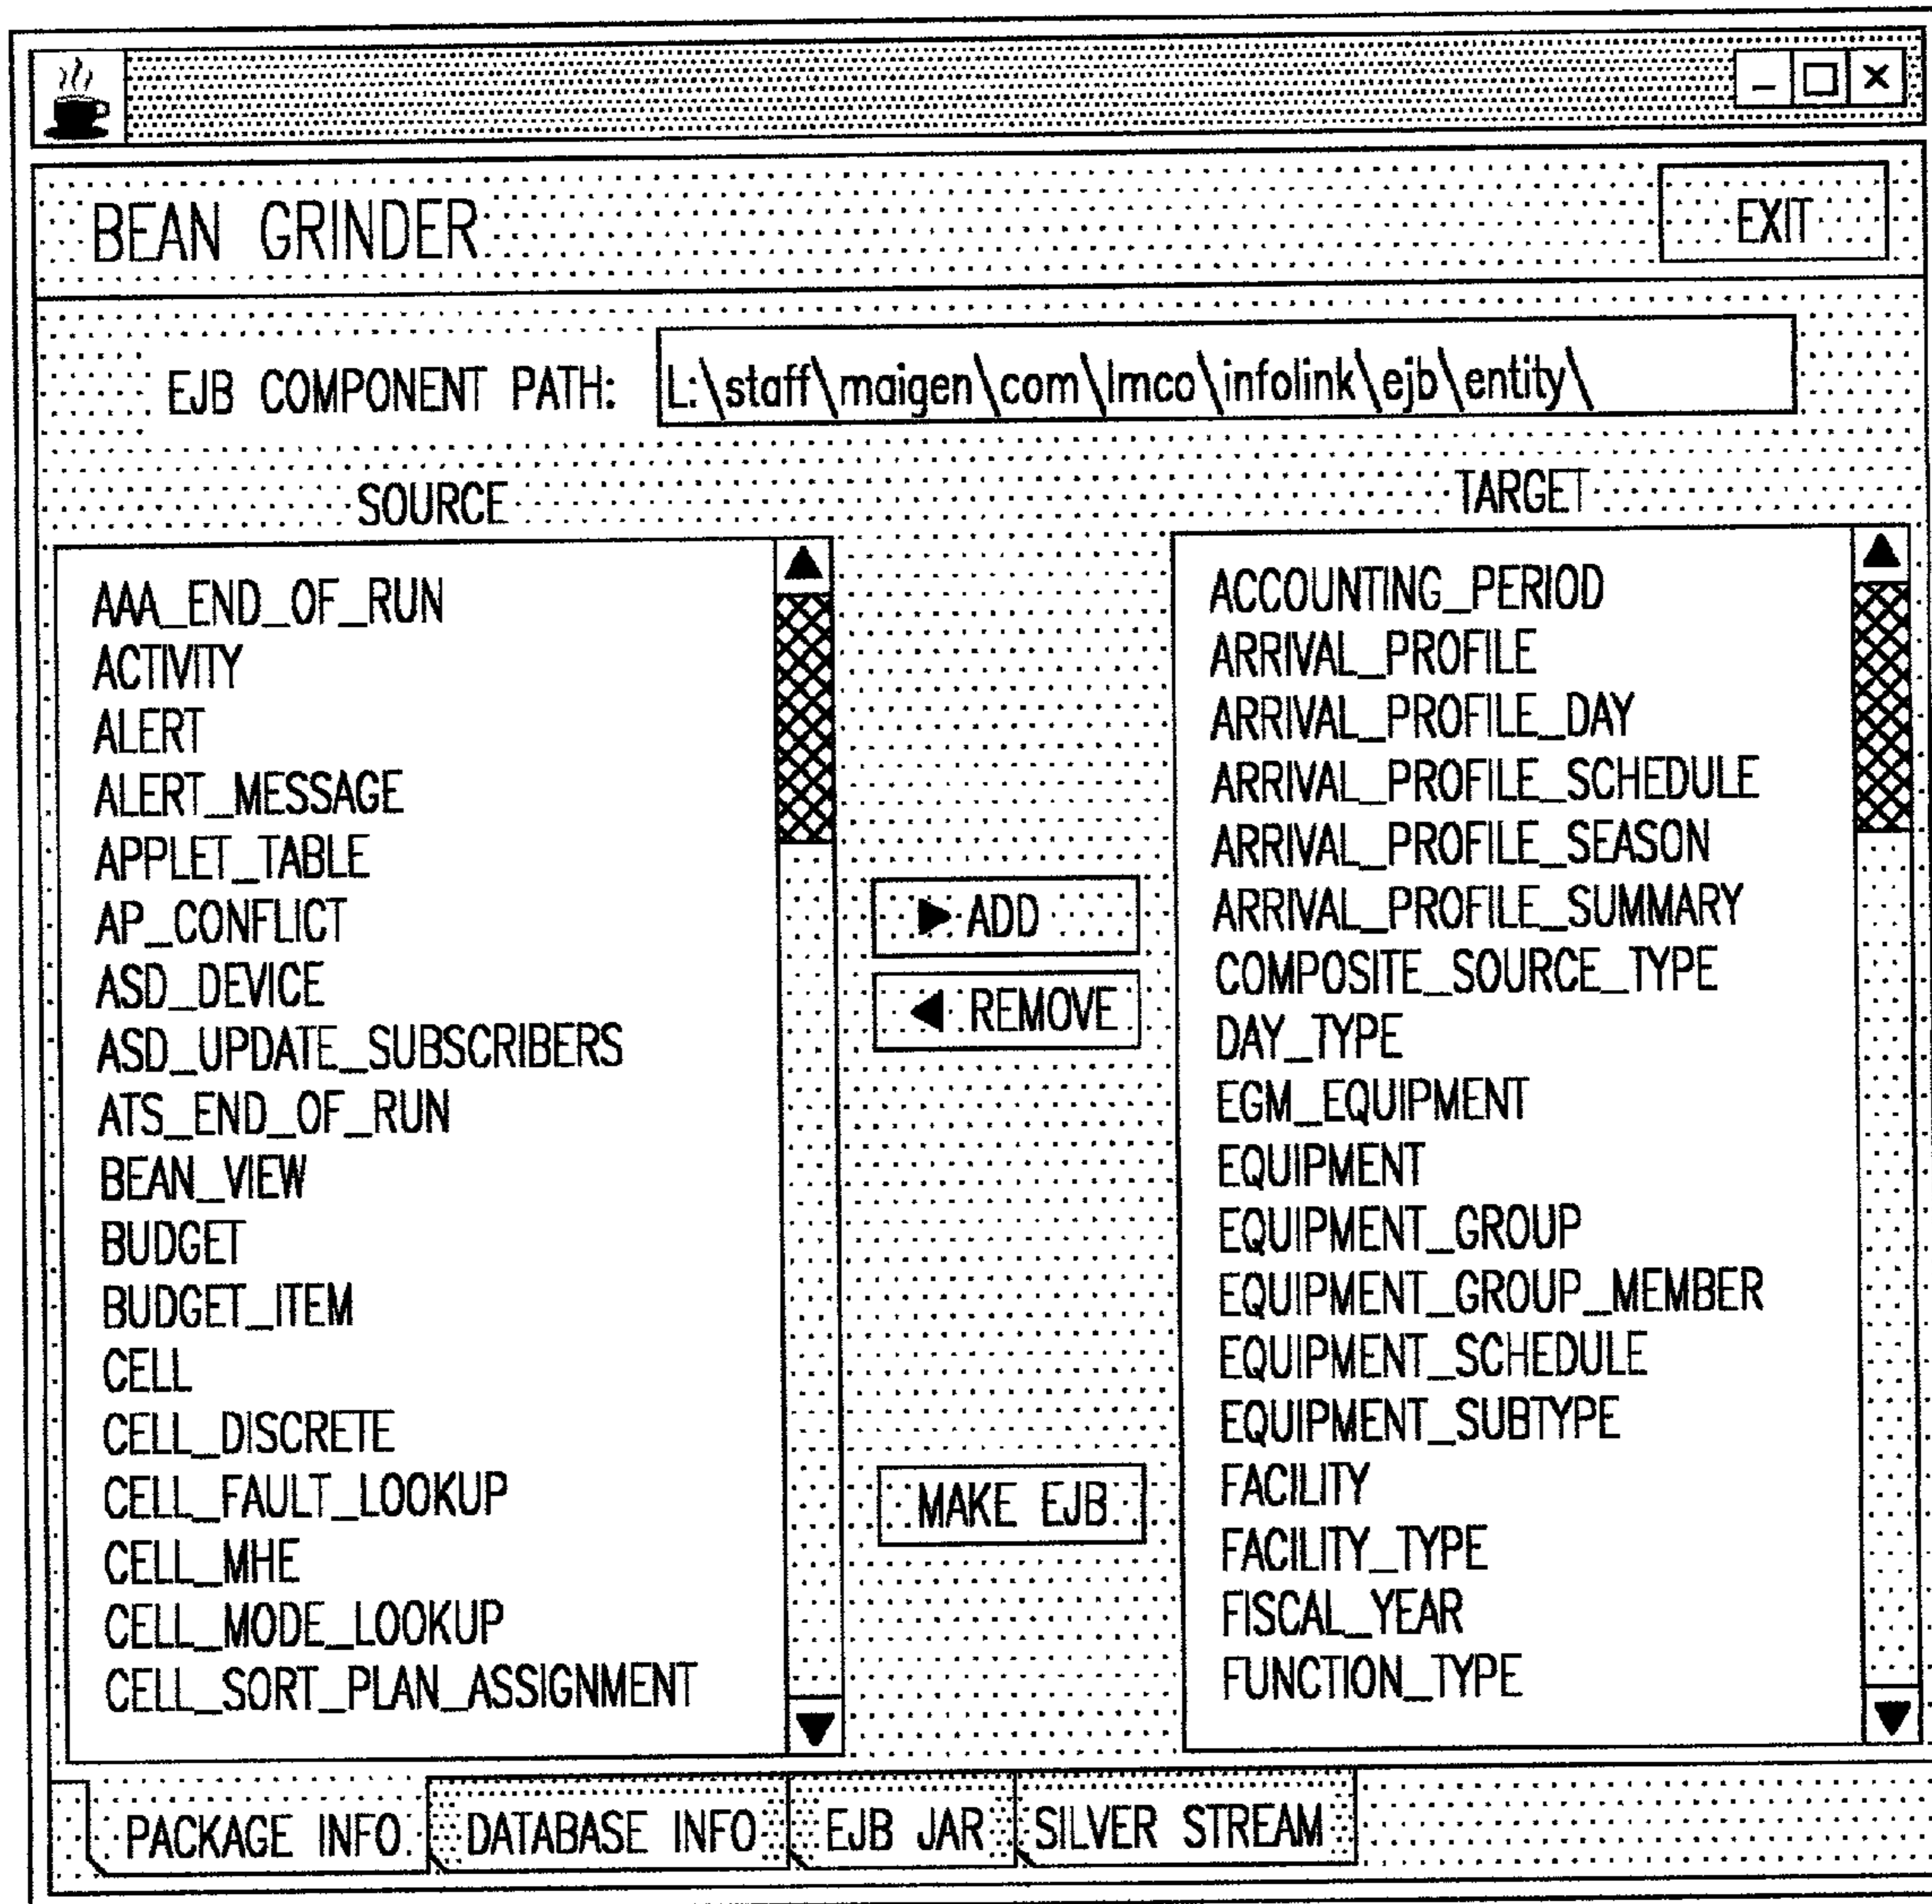 BEAN GRINDER
EXIT
EJB COMPONENT PATH: L:\staff\maigen\com\lmco\infolink\ejb\entity\
SOURCE
AAA_END_OF_RUN
ACTIVITY
ALERT
ALERT_MESSAGE
APPLET_TABLE
AP_CONFLICT
ASD_DEVICE
ASD_UPDATE_SUBSCRIBERS
ATS_END_OF_RUN
BEAN_VIEW
BUDGET
BUDGET_ITEM
CELL
CELL_DISCRETE
CELL_FAULT_LOOKUP
CELL_MHE
CELL_MODE_LOOKUP
CELL_SORT_PLAN_ASSIGNMENT
ADD
REMOVE
MAKE EJB
TARGET
ACCOUNTING_PERIOD
ARRIVAL_PROFILE
ARRIVAL_PROFILE_DAY
ARRIVAL_PROFILE_SCHEDULE
ARRIVAL_PROFILE_SEASON
ARRIVAL_PROFILE_SUMMARY
COMPOSITE_SOURCE_TYPE
DAY_TYPE
EGM_EQUIPMENT
EQUIPMENT
EQUIPMENT_GROUP
EQUIPMENT_GROUP_MEMBER
EQUIPMENT_SCHEDULE
EQUIPMENT_SUBTYPE
FACILITY
FACILITY_TYPE
FISCAL_YEAR
FUNCTION_TYPE
PACKAGE INFO DATABASE INFO EJB JAR SILVER STREAM